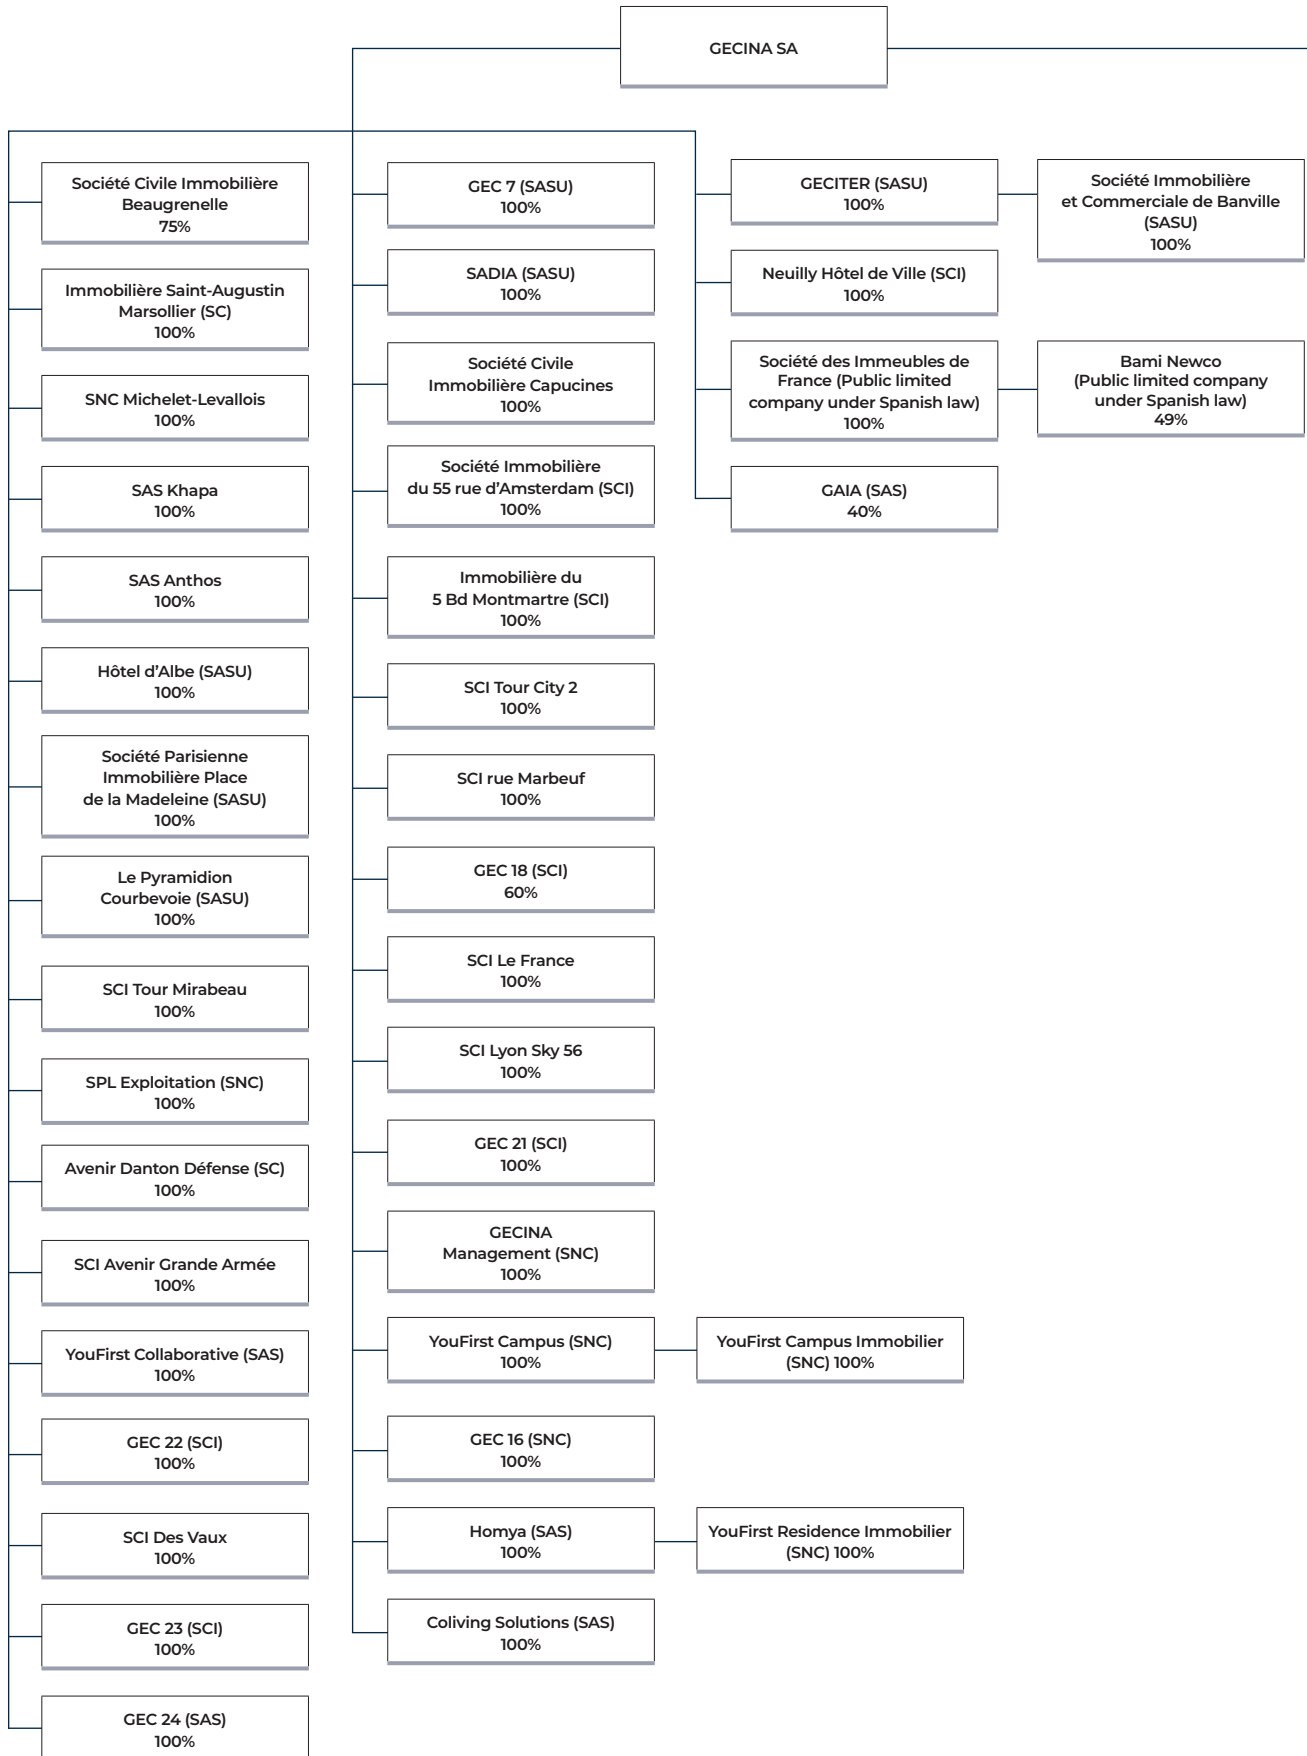 GECINA SA
Société Civile Immobilière
Beaugrenelle
75%
Immobilière Saint-Augustin
Marsollier (SC)
100%
SNC Michelet-Levallois
100%
SAS Khapa
100%
SAS Anthos
100%
Hôtel d’Albe (SASU)
100%
Société Parisienne
Immobilière Place
de la Madeleine (SASU)
100%
Le Pyramidion
Courbevoie (SASU)
100%
SCI Tour Mirabeau
100%
SPL Exploitation (SNC)
100%
Avenir Danton Défense (SC)
100%
SCI Avenir Grande Armée
100%
YouFirst Collaborative (SAS)
100%
GEC 22 (SCI)
100%
SCI Des Vaux
100%
GEC 23 (SCI)
100%
GEC 24 (SAS)
100%
GEC 7 (SASU)
100%
SADIA (SASU)
100%
Société Civile
Immobilière Capucines
100%
Société Immobilière
du 55 rue d’Amsterdam (SCI)
100%
Immobilière du
5 Bd Montmartre (SCI)
100%
SCI Tour City 2
100%
SCI rue Marbeuf
100%
GEC 18 (SCI)
60%
SCI Le France
100%
SCI Lyon Sky 56
100%
GEC 21 (SCI)
100%
GECINA
Management (SNC)
100%
YouFirst Campus (SNC)
100%
YouFirst Campus Immobilier
(SNC) 100%
GEC 16 (SNC)
100%
Homya (SAS)
100%
YouFirst Residence Immobilier
(SNC) 100%
Coliving Solutions (SAS)
100%
GECITER (SASU)
100%
Société Immobilière
et Commerciale de Banville
(SASU)
100%
Neuilly Hôtel de Ville (SCI)
100%
Société des Immeubles de
France (Public limited
company under Spanish law)
100%
Bami Newco
(Public limited company
under Spanish law)
49%
GAIA (SAS)
40%